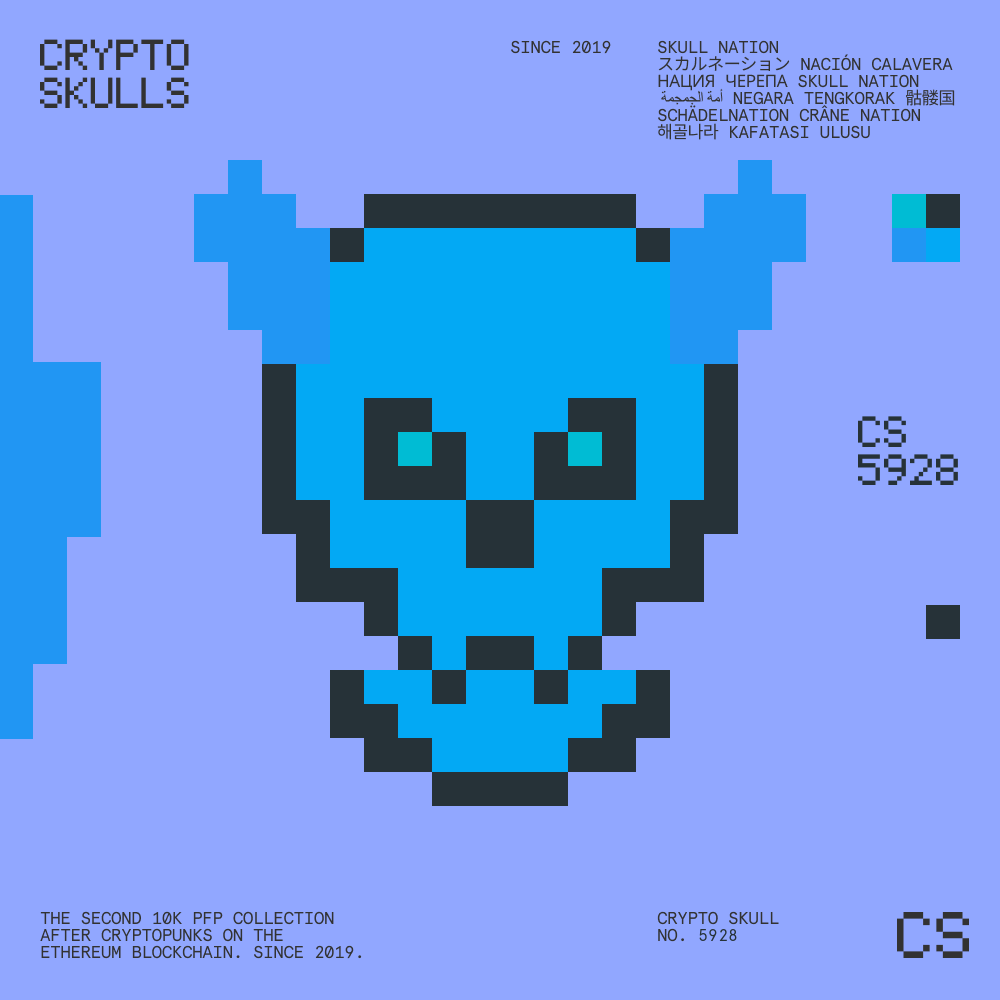 CRYPTO
SKULLS
SINCE 2019
SKULL NATION
スカルネーション NACIÓN CALAVERA
НАЦИЯ ЧЕРЕПА SKULL NATION
أمة الجمجمة NEGARA TENGKORAK 骷髅国
SCHÄDELNATION CRÂNE NATION
해골나라 KAFATASI ULUSU
CS
5928
THE SECOND 10K PFP COLLECTION
AFTER CRYPTOPUNKS ON THE
ETHEREUM BLOCKCHAIN. SINCE 2019.
CRYPTO SKULL
NO. 5928
CS